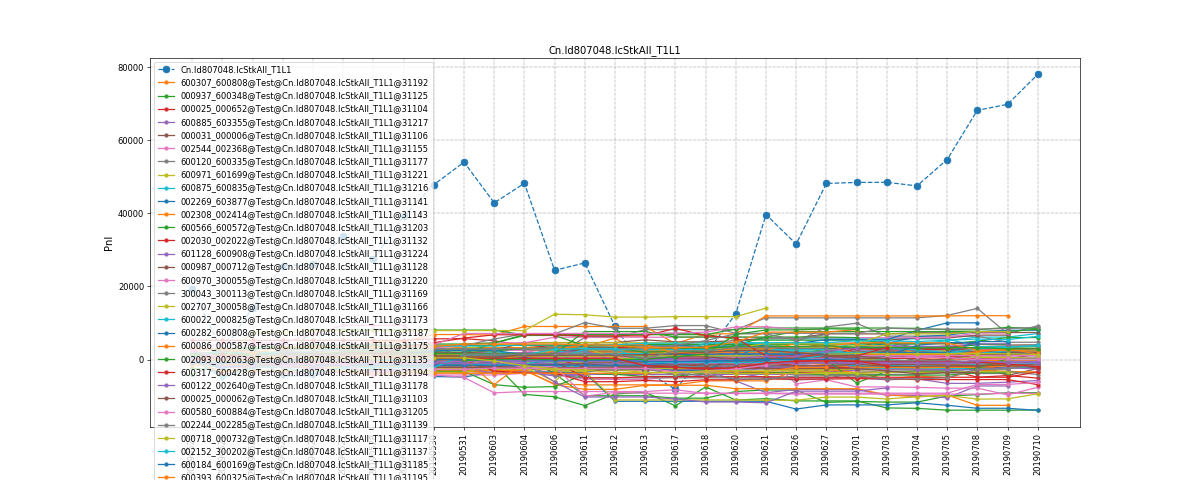 Cn.Id807048.IcStkAll_T1L1
80000
60000
40000
20000
0
Pnl
Cn.Id807048.IcStkAll_T1L1
600307_600808@Test@Cn.Id807048.IcStkAll_T1L1@31192
000937_600348@Test@Cn.Id807048.IcStkAll_T1L1@31125
000025_000652@Test@Cn.Id807048.IcStkAll_T1L1@31104
600885_603355@Test@Cn.Id807048.IcStkAll_T1L1@31217
000031_000006@Test@Cn.Id807048.IcStkAll_T1L1@31106
002544_002368@Test@Cn.Id807048.IcStkAll_T1L1@31155
600120_600335@Test@Cn.Id807048.IcStkAll_T1L1@31177
600971_601699@Test@Cn.Id807048.IcStkAll_T1L1@31221
600875_600835@Test@Cn.Id807048.IcStkAll_T1L1@31216
002269_603877@Test@Cn.Id807048.IcStkAll_T1L1@31141
002308_002414@Test@Cn.Id807048.IcStkAll_T1L1@31143
600566_600572@Test@Cn.Id807048.IcStkAll_T1L1@31203
002030_002022@Test@Cn.Id807048.IcStkAll_T1L1@31132
601128_600908@Test@Cn.Id807048.IcStkAll_T1L1@31224
000987_000712@Test@Cn.Id807048.IcStkAll_T1L1@31128
600970_300055@Test@Cn.Id807048.IcStkAll_T1L1@31220
300043_300113@Test@Cn.Id807048.IcStkAll_T1L1@31169
002707_300058@Test@Cn.Id807048.IcStkAll_T1L1@31166
600022_000825@Test@Cn.Id807048.IcStkAll_T1L1@31173
600282_600808@Test@Cn.Id807048.IcStkAll_T1L1@31187
600086_000587@Test@Cn.Id807048.IcStkAll_T1L1@31175
002093_002063@Test@Cn.Id807048.IcStkAll_T1L1@31135
600317_000428@Test@Cn.Id807048.IcStkAll_T1L1@31194
600122_002640@Test@Cn.Id807048.IcStkAll_T1L1@31178
000025_000062@Test@Cn.Id807048.IcStkAll_T1L1@31103
600580_600884@Test@Cn.Id807048.IcStkAll_T1L1@31205
002244_002285@Test@Cn.Id807048.IcStkAll_T1L1@31139
000718_000732@Test@Cn.Id807048.IcStkAll_T1L1@31117
002152_300202@Test@Cn.Id807048.IcStkAll_T1L1@31137
600184_600169@Test@Cn.Id807048.IcStkAll_T1L1@31185
600393_600325@Test@Cn.Id807048.IcStkAll_T1L1@31195
20190531
20190603
20190604
20190606
20190611
20190612
20190613
20190617
20190618
20190620
20190621
20190626
20190627
20190701
20190703
20190704
20190705
20190708
20190709
20190710